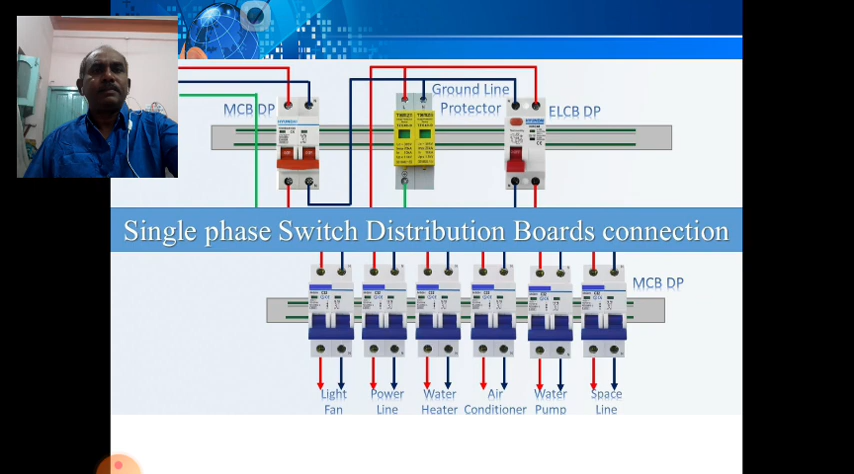 MCB DP
Ground Line
Protector
ELCB DP
Single phase Switch Distribution Boards connection
MCB DP
Light
Fan
Power
Line
Water
Heater
Air
Conditioner
Water
Pump
Space
Line